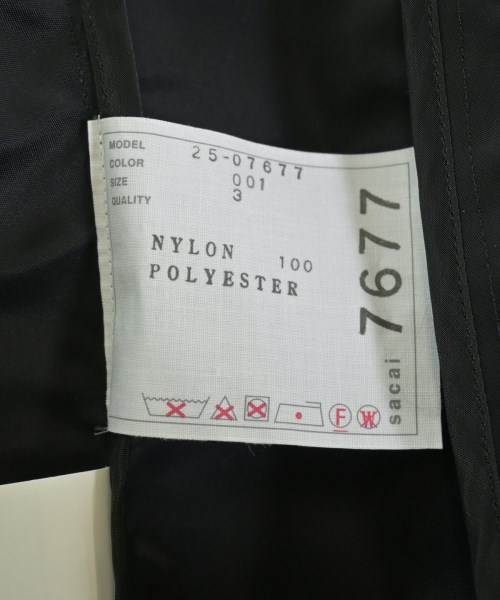 MODEL 25-07677
COLOR 001
SIZE 3
QUALITY
NYLON 100
POLYESTER
sacai 7677
F
W